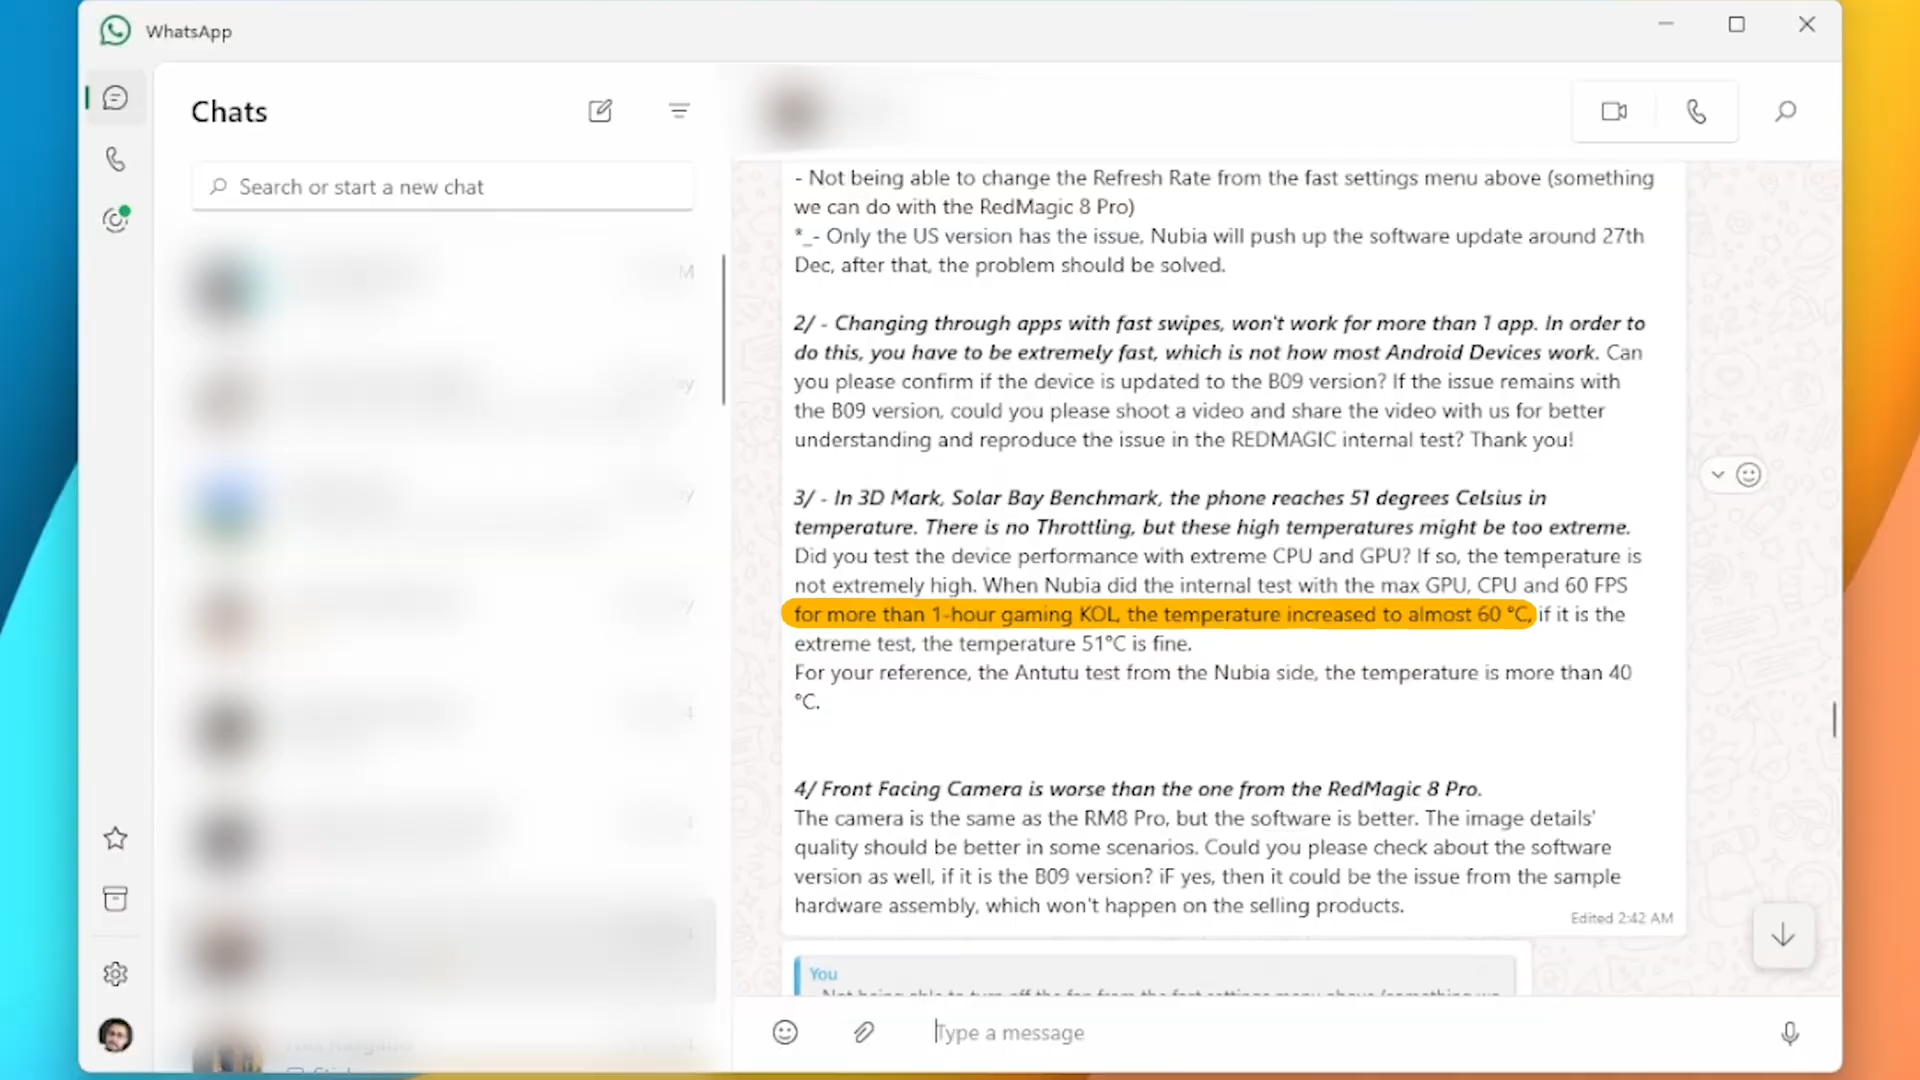 WhatsApp
Chats
Search or start a new chat
- Not being able to change the Refresh Rate from the fast settings menu above (something
we can do with the RedMagic 8 Pro)
*_- Only the US version has the issue, Nubia will push up the software update around 27th
Dec, after that, the problem should be solved.
2/ - Changing through apps with fast swipes, won't work for more than 1 app. In order to
do this, you have to be extremely fast, which is not how most Android Devices work. Can
you please confirm if the device is updated to the B09 version? If the issue remains with
the B09 version, could you please shoot a video and share the video with us for better
understanding and reproduce the issue in the REDMAGIC internal test? Thank you!
3/ - In 3D Mark, Solar Bay Benchmark, the phone reaches 51 degrees Celsius in
temperature. There is no Throttling, but these high temperatures might be too extreme.
Did you test the device performance with extreme CPU and GPU? If so, the temperature is
not extremely high. When Nubia did the internal test with the max GPU, CPU and 60 FPS
for more than 1-hour gaming KOL, the temperature increased to almost 60 °C, if it is the
extreme test, the temperature 51°C is fine.
For your reference, the Antutu test from the Nubia side, the temperature is more than 40
°C.
4/ Front Facing Camera is worse than the one from the RedMagic 8 Pro.
The camera is the same as the RM8 Pro, but the software is better. The image details'
quality should be better in some scenarios. Could you please check about the software
version as well, if it is the B09 version? iF yes, then it could be the issue from the sample
hardware assembly, which won't happen on the selling products.
Edited 2:42 AM
You
- Not being able to turn off the fan from the fast settings menu above (something we
Type a message